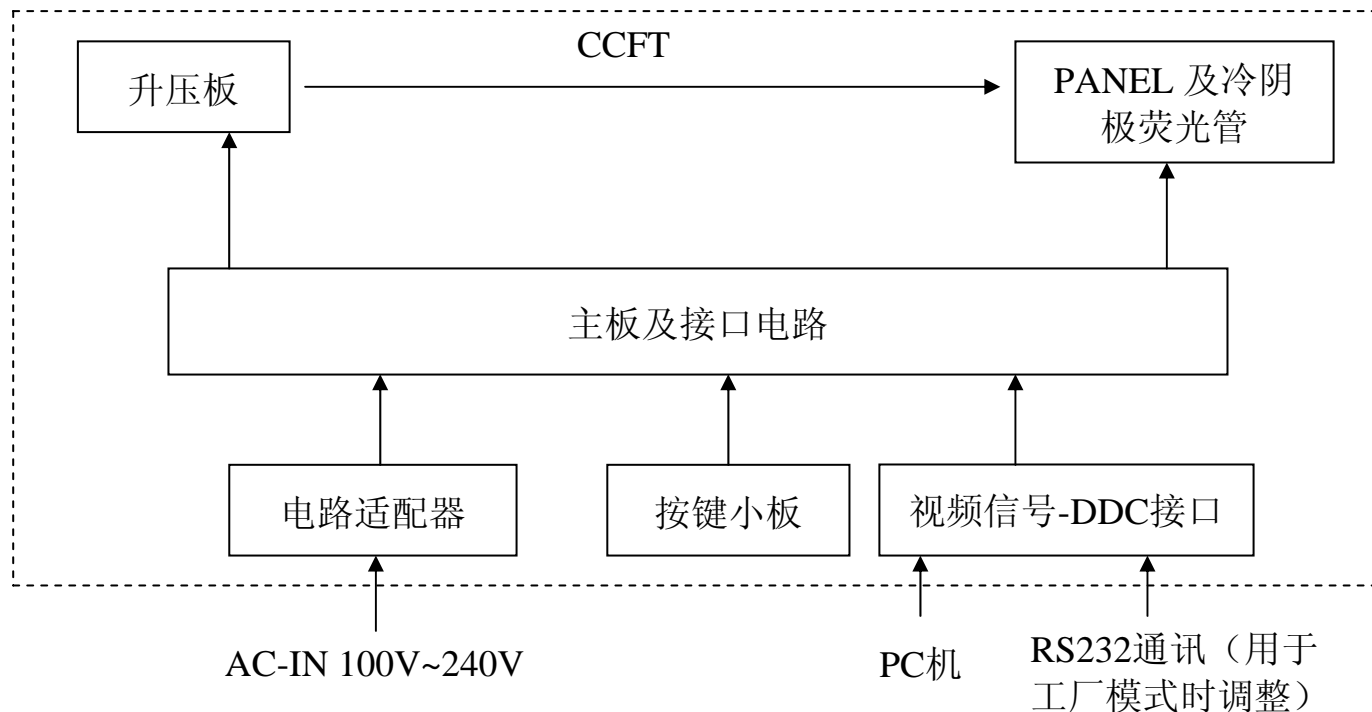 CCFT
升压板
PANEL 及冷阴
极荧光管
主板及接口电路
电路适配器
按键小板
视频信号-DDC接口
AC-IN 100V~240V
PC机
RS232通讯（用于
工厂模式时调整）